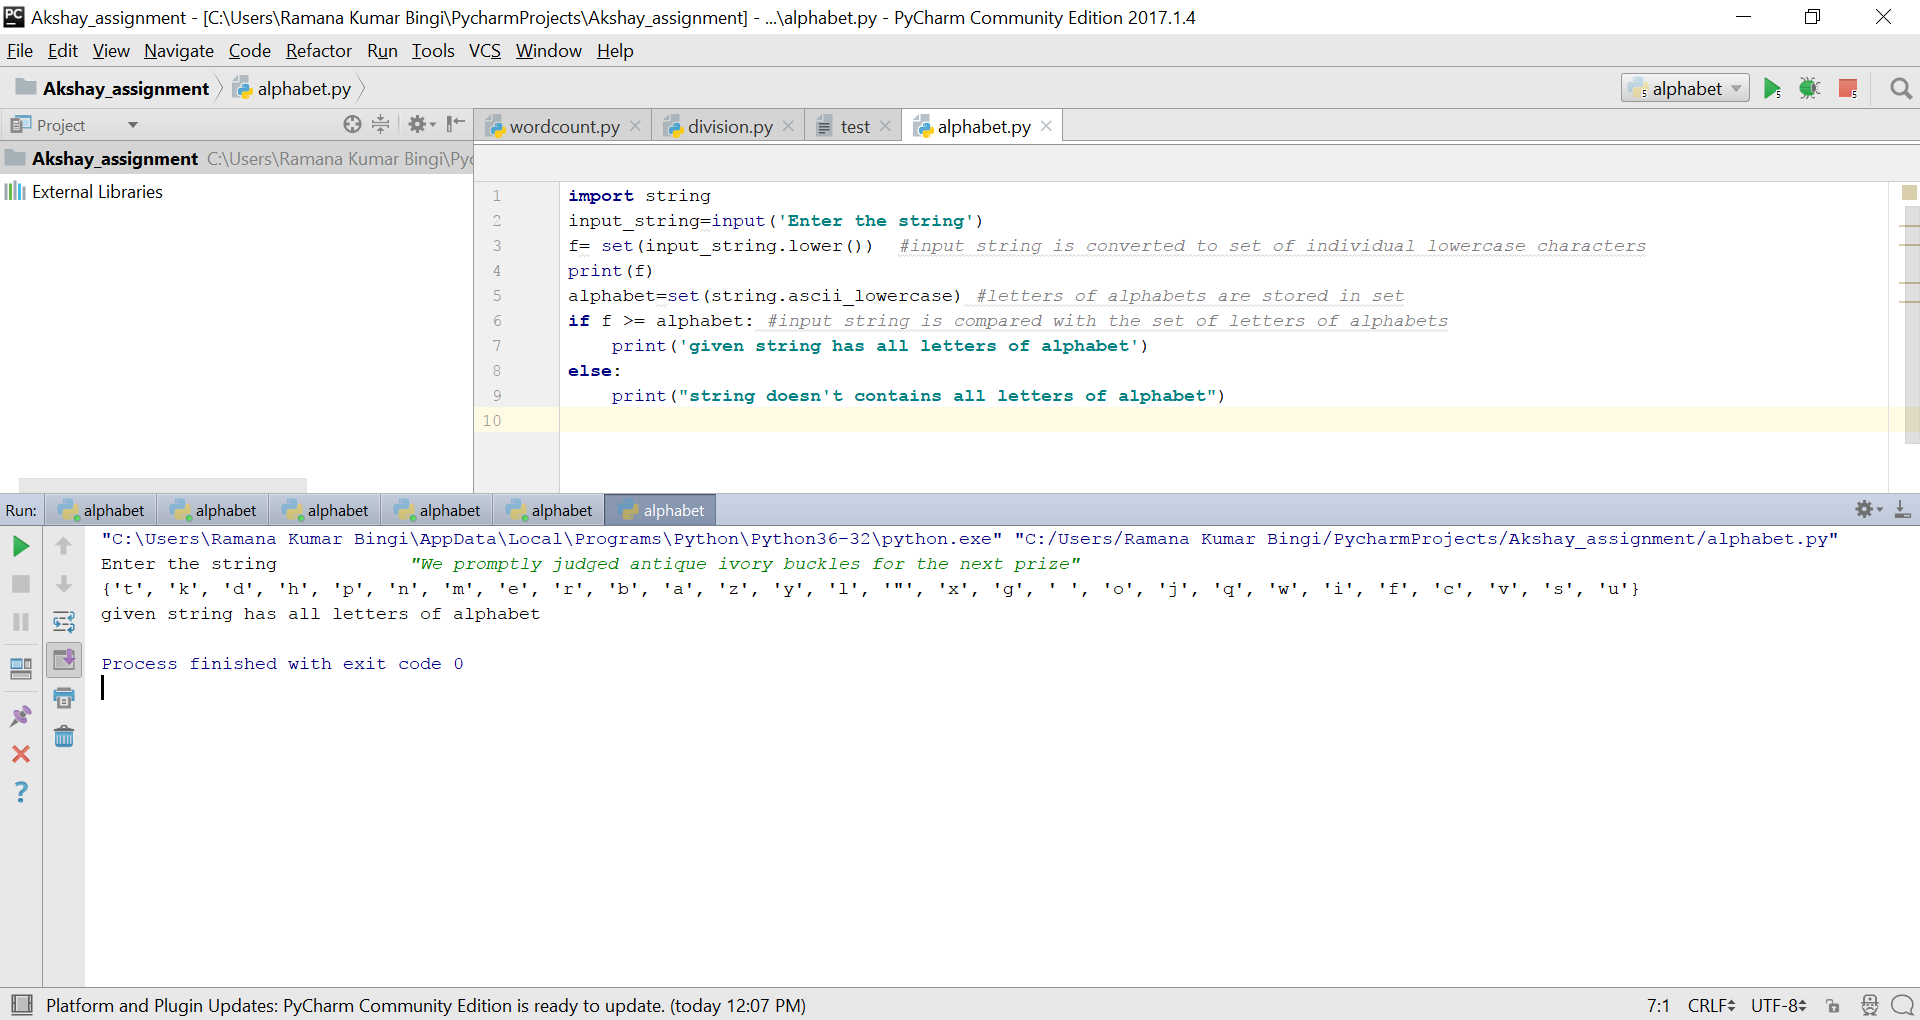 Akshay_assignment - [C:\Users\Ramana Kumar Bingi\PycharmProjects\Akshay_assignment] - ...\alphabet.py - PyCharm Community Edition 2017.1.4
File Edit View Navigate Code Refactor Run Tools VCS Window Help
Akshay_assignment alphabet.py alphabet
Project wordcount.py division.py test alphabet.py
Akshay_assignment C:\Users\Ramana Kumar Bingi\Pyc
External Libraries
1 import string
2 input_string=input('Enter the string')
3 f= set(input_string.lower()) #input string is converted to set of individual lowercase characters
4 print(f)
5 alphabet=set(string.ascii_lowercase) #letters of alphabets are stored in set
6 if f >= alphabet: #input string is compared with the set of letters of alphabets
7 print('given string has all letters of alphabet')
8 else:
9 print("string doesn't contains all letters of alphabet")
10
Run: alphabet alphabet alphabet alphabet alphabet alphabet
"C:\Users\Ramana Kumar Bingi\AppData\Local\Programs\Python\Python36-32\python.exe" "C:/Users/Ramana Kumar Bingi/PycharmProjects/Akshay_assignment/alphabet.py"
Enter the string "We promptly judged antique ivory buckles for the next prize"
{'t', 'k', 'd', 'h', 'p', 'n', 'm', 'e', 'r', 'b', 'a', 'z', 'y', 'l', '"', 'x', 'g', ' ', 'o', 'j', 'q', 'w', 'i', 'f', 'c', 'v', 's', 'u'}
given string has all letters of alphabet
Process finished with exit code 0
Platform and Plugin Updates: PyCharm Community Edition is ready to update. (today 12:07 PM) 7:1 CRLF UTF-8